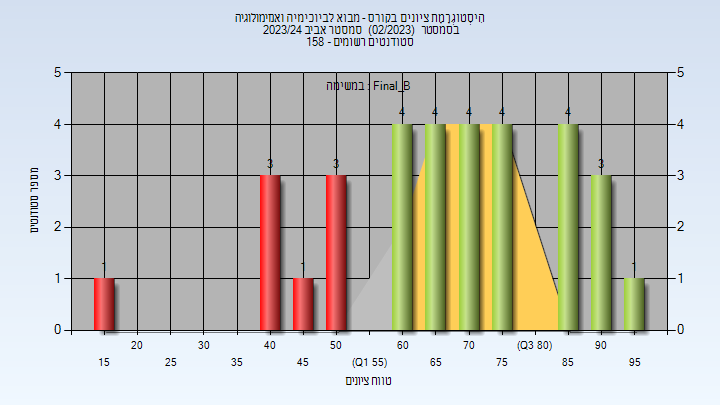 הִיסְטוֹגְרַמַּת ציונים בקורס - מבוא לביוכימיה ואנזימולוגיה
בסמסטר (02/2023) סמסטר אביב 2023/24
סטודנטים רשומים - 158
במשימה : Final_B
מספר סטודנטים
5 5
4 4
3 3
2 2
1 1
0 0
1 3 1 3 4 4 4 4 4 3 1
20 30 40 50 60 70 (Q3 80) 90
15 25 35 45 (Q1 55) 65 75 85 95
טווח ציונים